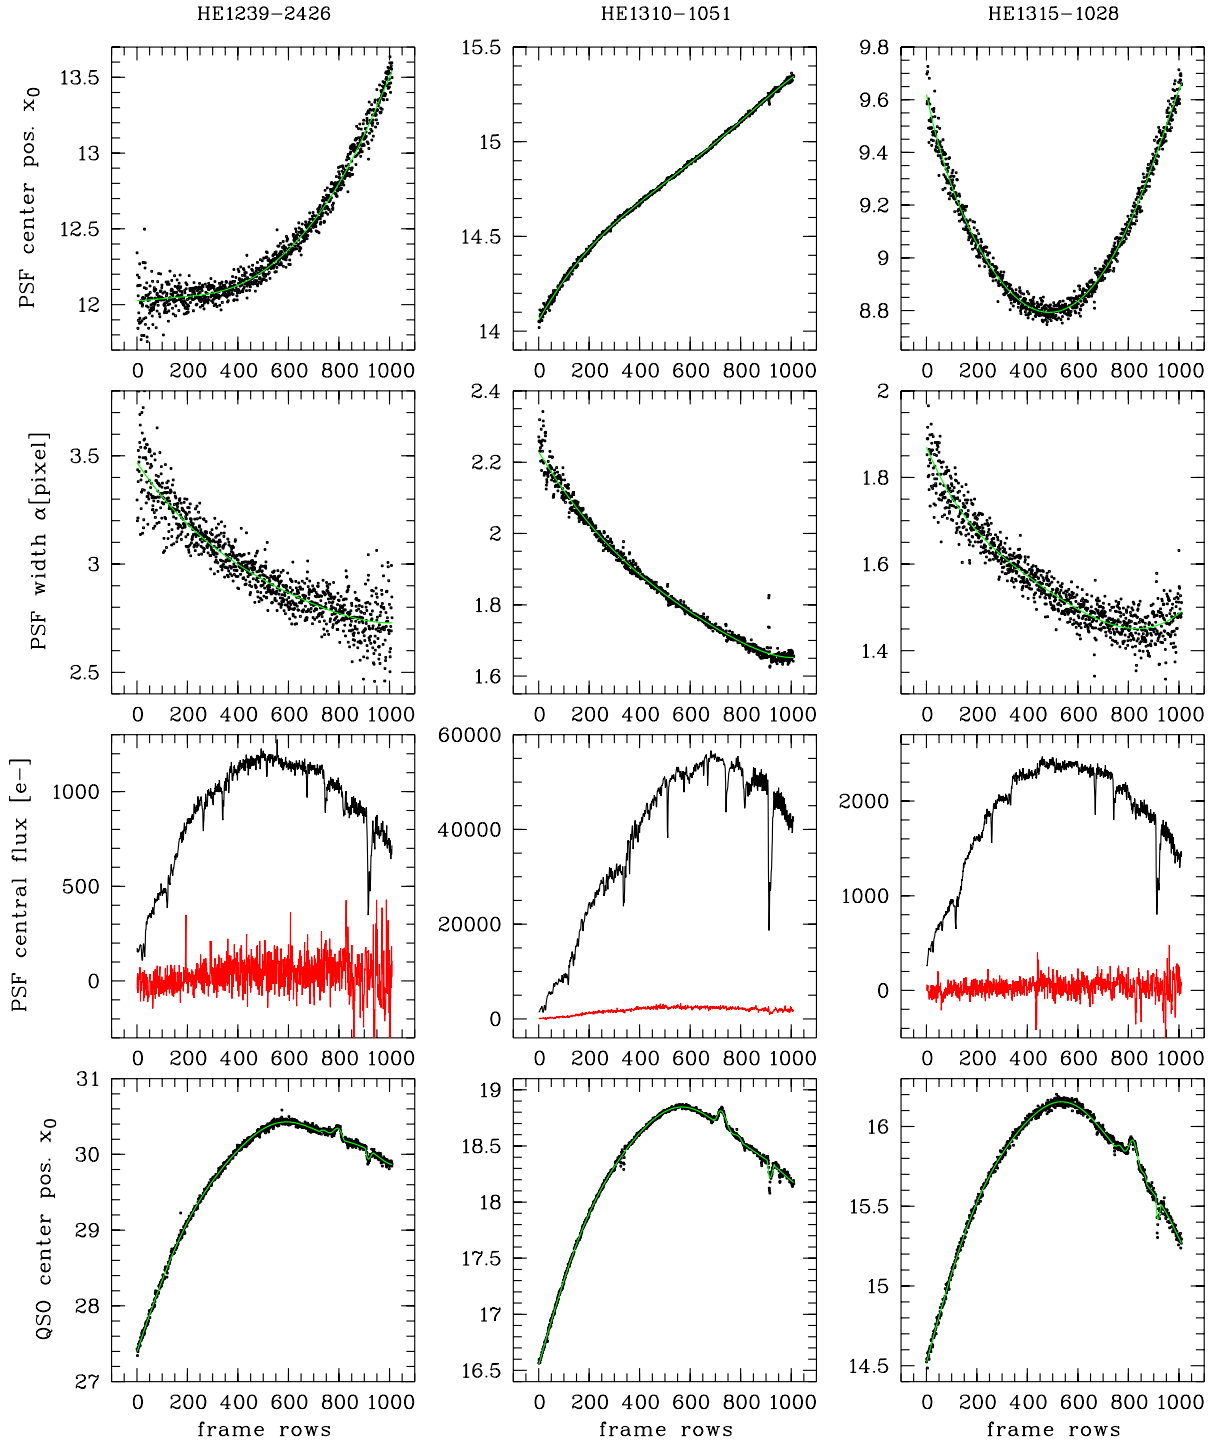 HE1239-2426 HE1310-1051 HE1315-1028
PSF center pos. x0
13.5
13
12.5
12
0 200 400 600 800 1000
15.5
15
14.5
14
0 200 400 600 800 1000
9.8
9.6
9.4
9.2
9
8.8
0 200 400 600 800 1000
PSF width α[pixel]
3.5
3
2.5
0 200 400 600 800 1000
2.4
2.2
2
1.8
1.6
0 200 400 600 800 1000
2
1.8
1.6
1.4
0 200 400 600 800 1000
PSF central flux [e-]
1000
500
0
0 200 400 600 800 1000
60000
40000
20000
0
0 200 400 600 800 1000
2000
1000
0
0 200 400 600 800 1000
QSO center pos. x0
31
30
29
28
27
0 200 400 600 800 1000
frame rows
19
18.5
18
17.5
17
16.5
0 200 400 600 800 1000
frame rows
16
15.5
15
14.5
0 200 400 600 800 1000
frame rows